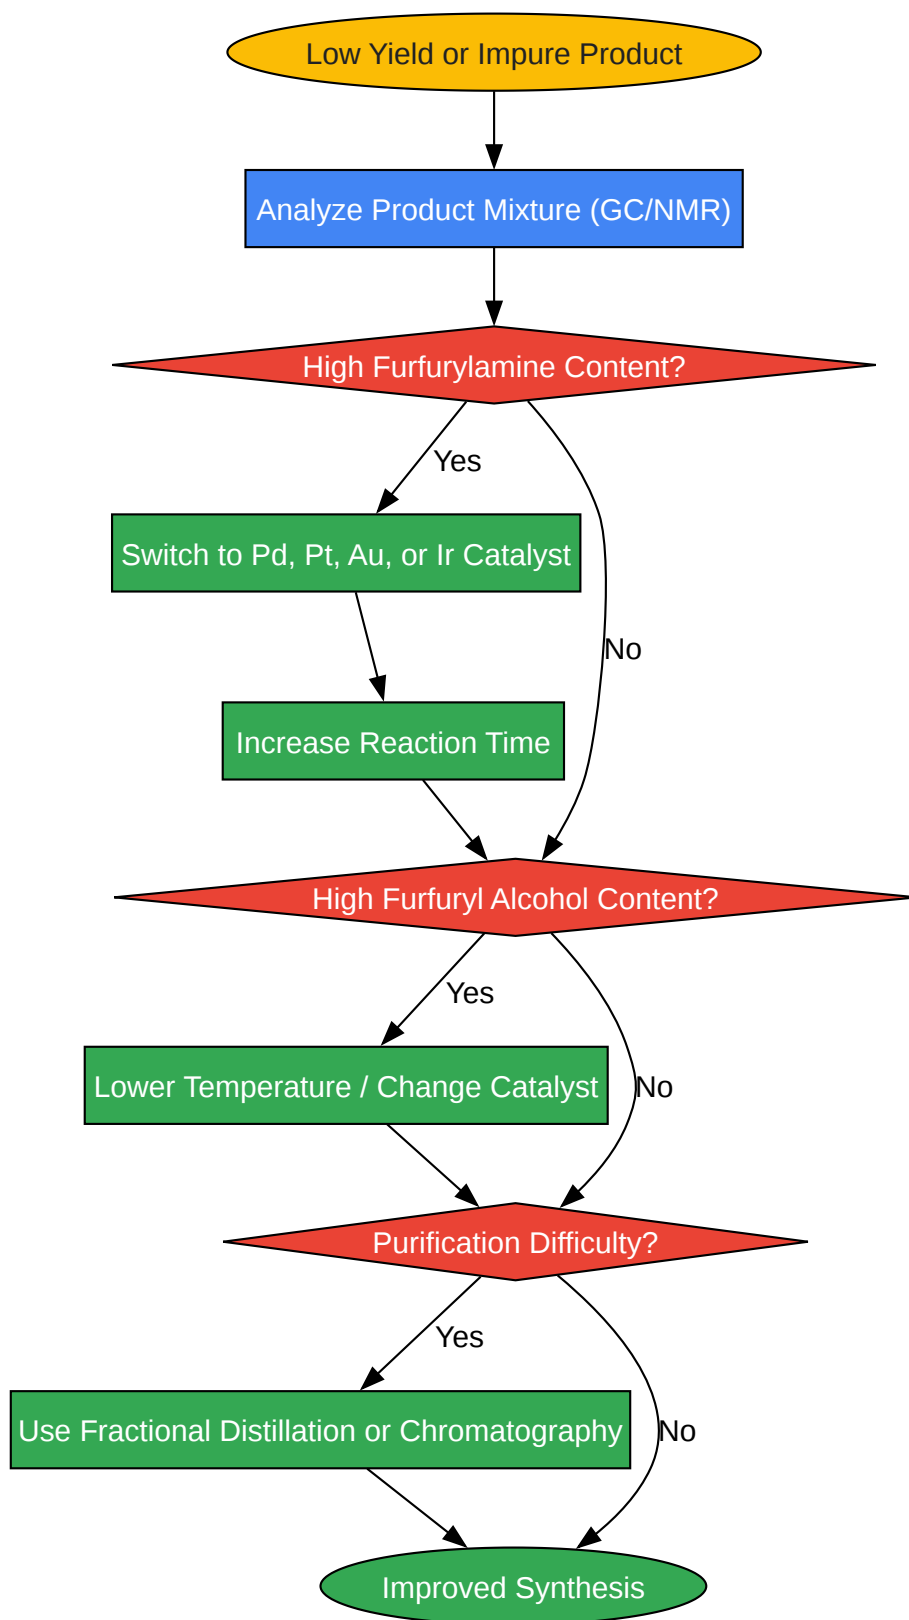 Low Yield or Impure Product
Analyze Product Mixture (GC/NMR)
High Furfurylamine Content?
Yes
Switch to Pd, Pt, Au, or Ir Catalyst
No
Increase Reaction Time
High Furfuryl Alcohol Content?
Yes
Lower Temperature / Change Catalyst
No
Purification Difficulty?
Yes
Use Fractional Distillation or Chromatography
No
Improved Synthesis